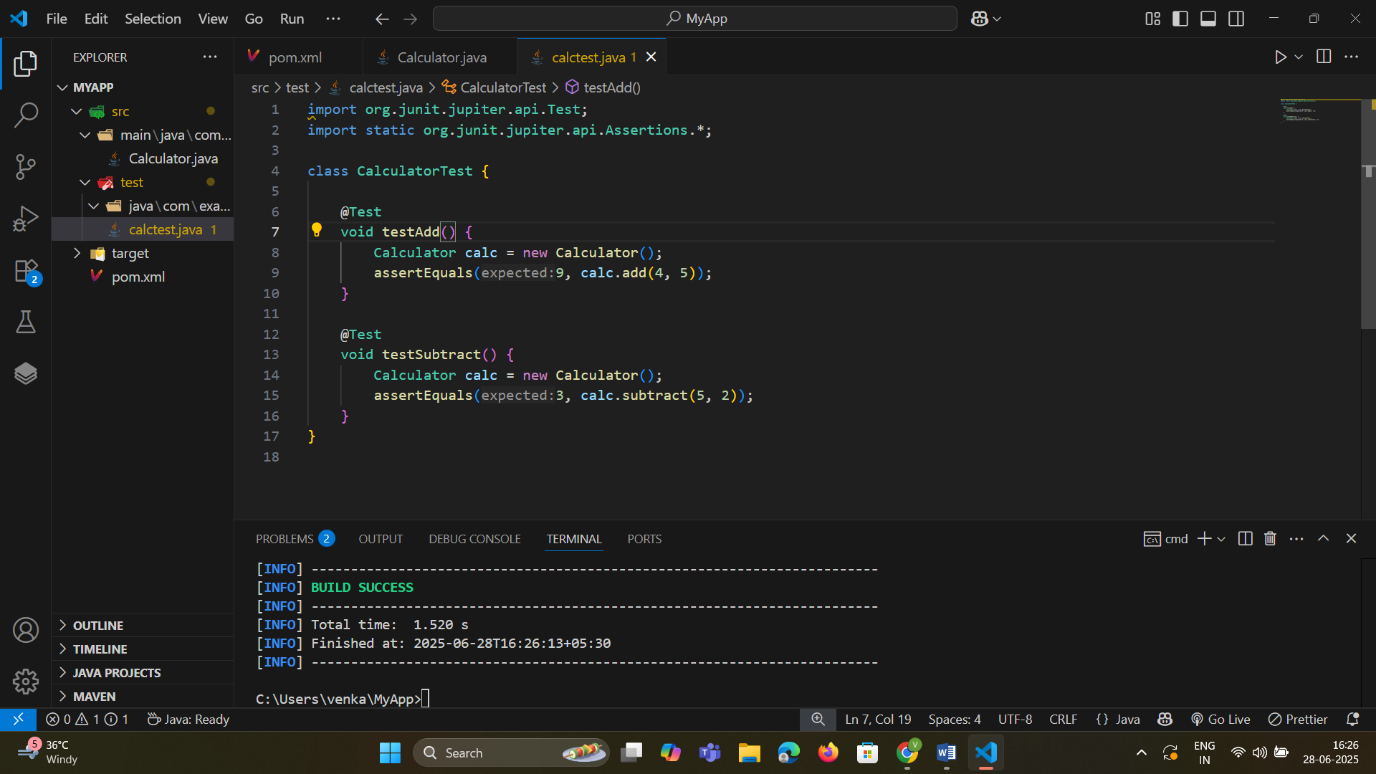 File Edit Selection View Go Run ··· MyApp
EXPLORER ···
MYAPP
src
main\java\com...
Calculator.java
test
java\com\exa...
calctest.java 1
target
pom.xml
2
OUTLINE
TIMELINE
JAVA PROJECTS
MAVEN
pom.xml Calculator.java calctest.java 1
src > test > calctest.java > CalculatorTest > testAdd()
1 import org.junit.jupiter.api.Test;
2 import static org.junit.jupiter.api.Assertions.*;
3
4 class CalculatorTest {
5
6 @Test
7 void testAdd() {
8 Calculator calc = new Calculator();
9 assertEquals(expected:9, calc.add(4, 5));
10 }
11
12 @Test
13 void testSubtract() {
14 Calculator calc = new Calculator();
15 assertEquals(expected:3, calc.subtract(5, 2));
16 }
17 }
18
PROBLEMS 2 OUTPUT DEBUG CONSOLE TERMINAL PORTS cmd
[INFO] ------------------------------------------------------------------------
[INFO] BUILD SUCCESS
[INFO] ------------------------------------------------------------------------
[INFO] Total time:  1.520 s
[INFO] Finished at: 2025-06-28T16:26:13+05:30
[INFO] ------------------------------------------------------------------------
C:\Users\venka\MyApp>
0 1 1 Java: Ready Ln 7, Col 19 Spaces: 4 UTF-8 CRLF {} Java Go Live Prettier
5 36°C
Windy
Search
ENG
IN
16:26
28-06-2025